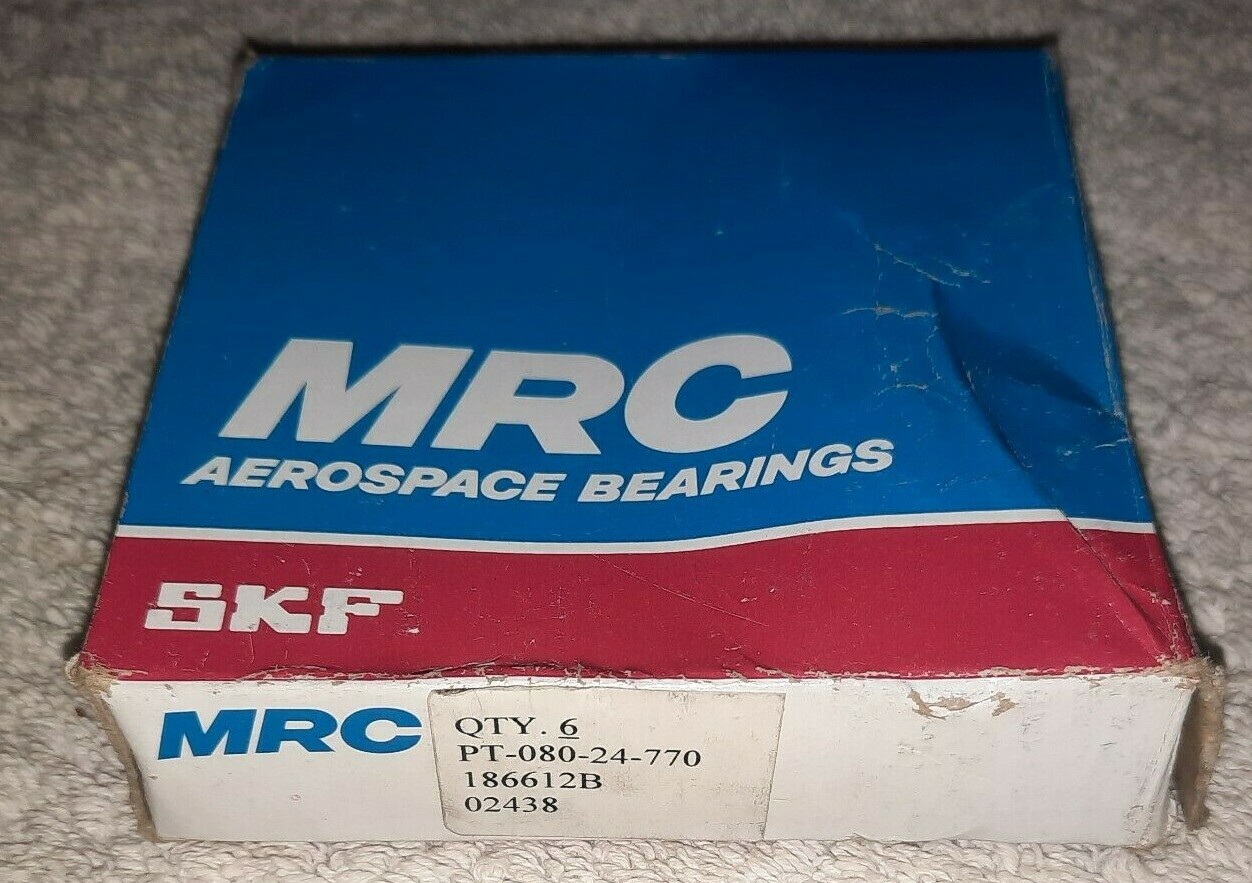 MRC
AEROSPACE BEARINGS
SKF
MRC
QTY. 6
PT-080-24-770
186612B
02438